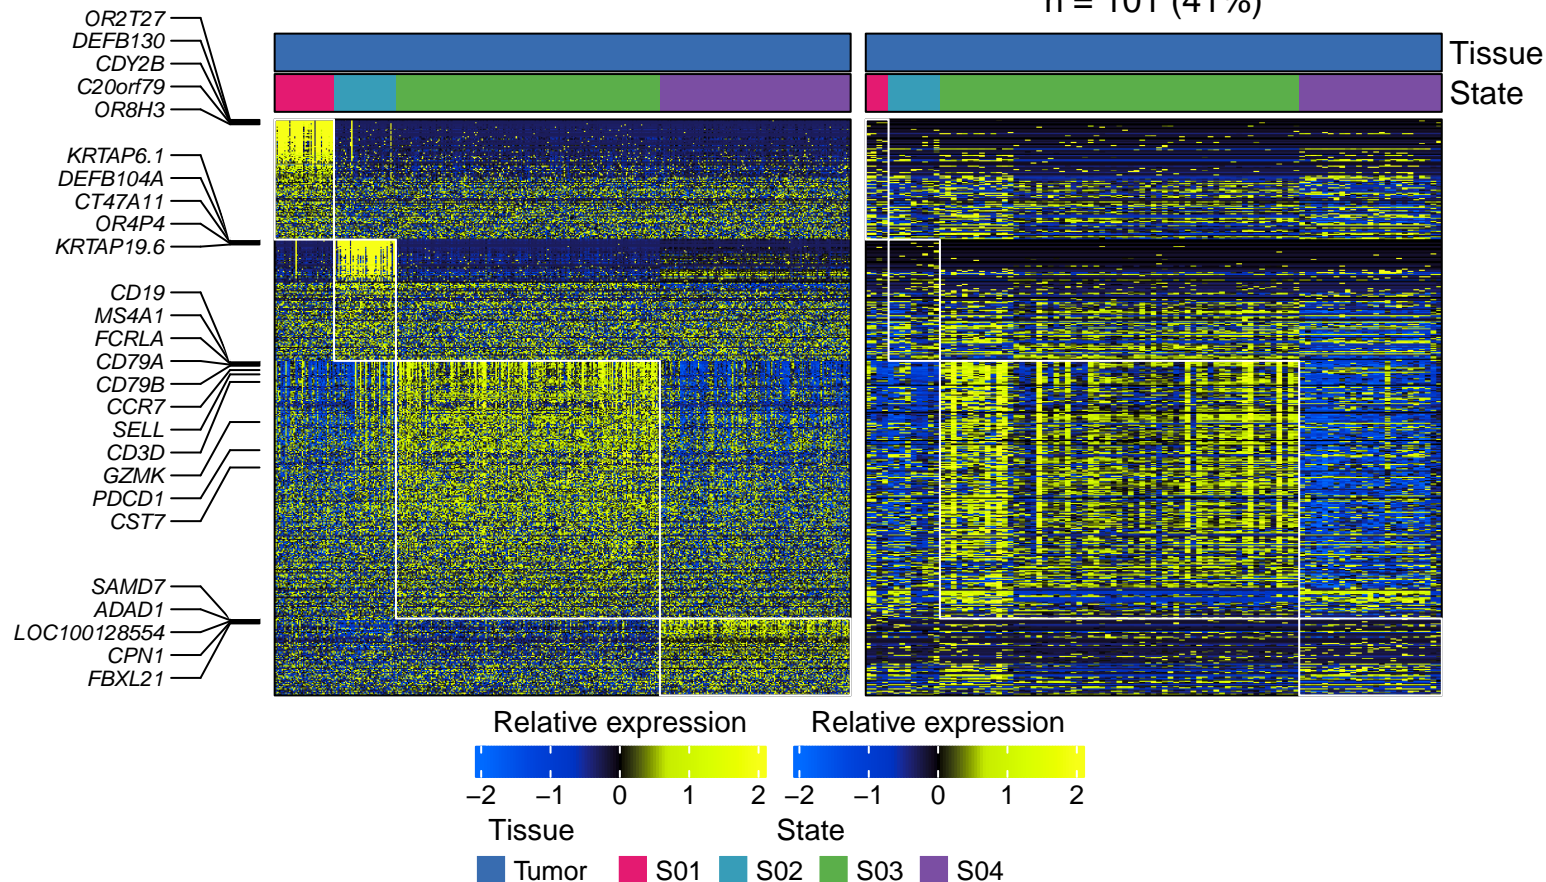 n = 101 (41%)
OR2T27
DEFB130
CDY2B
C20orf79
OR8H3
KRTAP6.1
DEFB104A
CT47A11
OR4P4
KRTAP19.6
CD19
MS4A1
FCRLA
CD79A
CD79B
CCR7
SELL
CD3D
GZMK
PDCD1
CST7
SAMD7
ADAD1
LOC100128554
CPN1
FBXL21
Tissue
State
Relative expression Relative expression
−2 −1 0 1 2 −2 −1 0 1 2
Tissue State
Tumor S01 S02 S03 S04